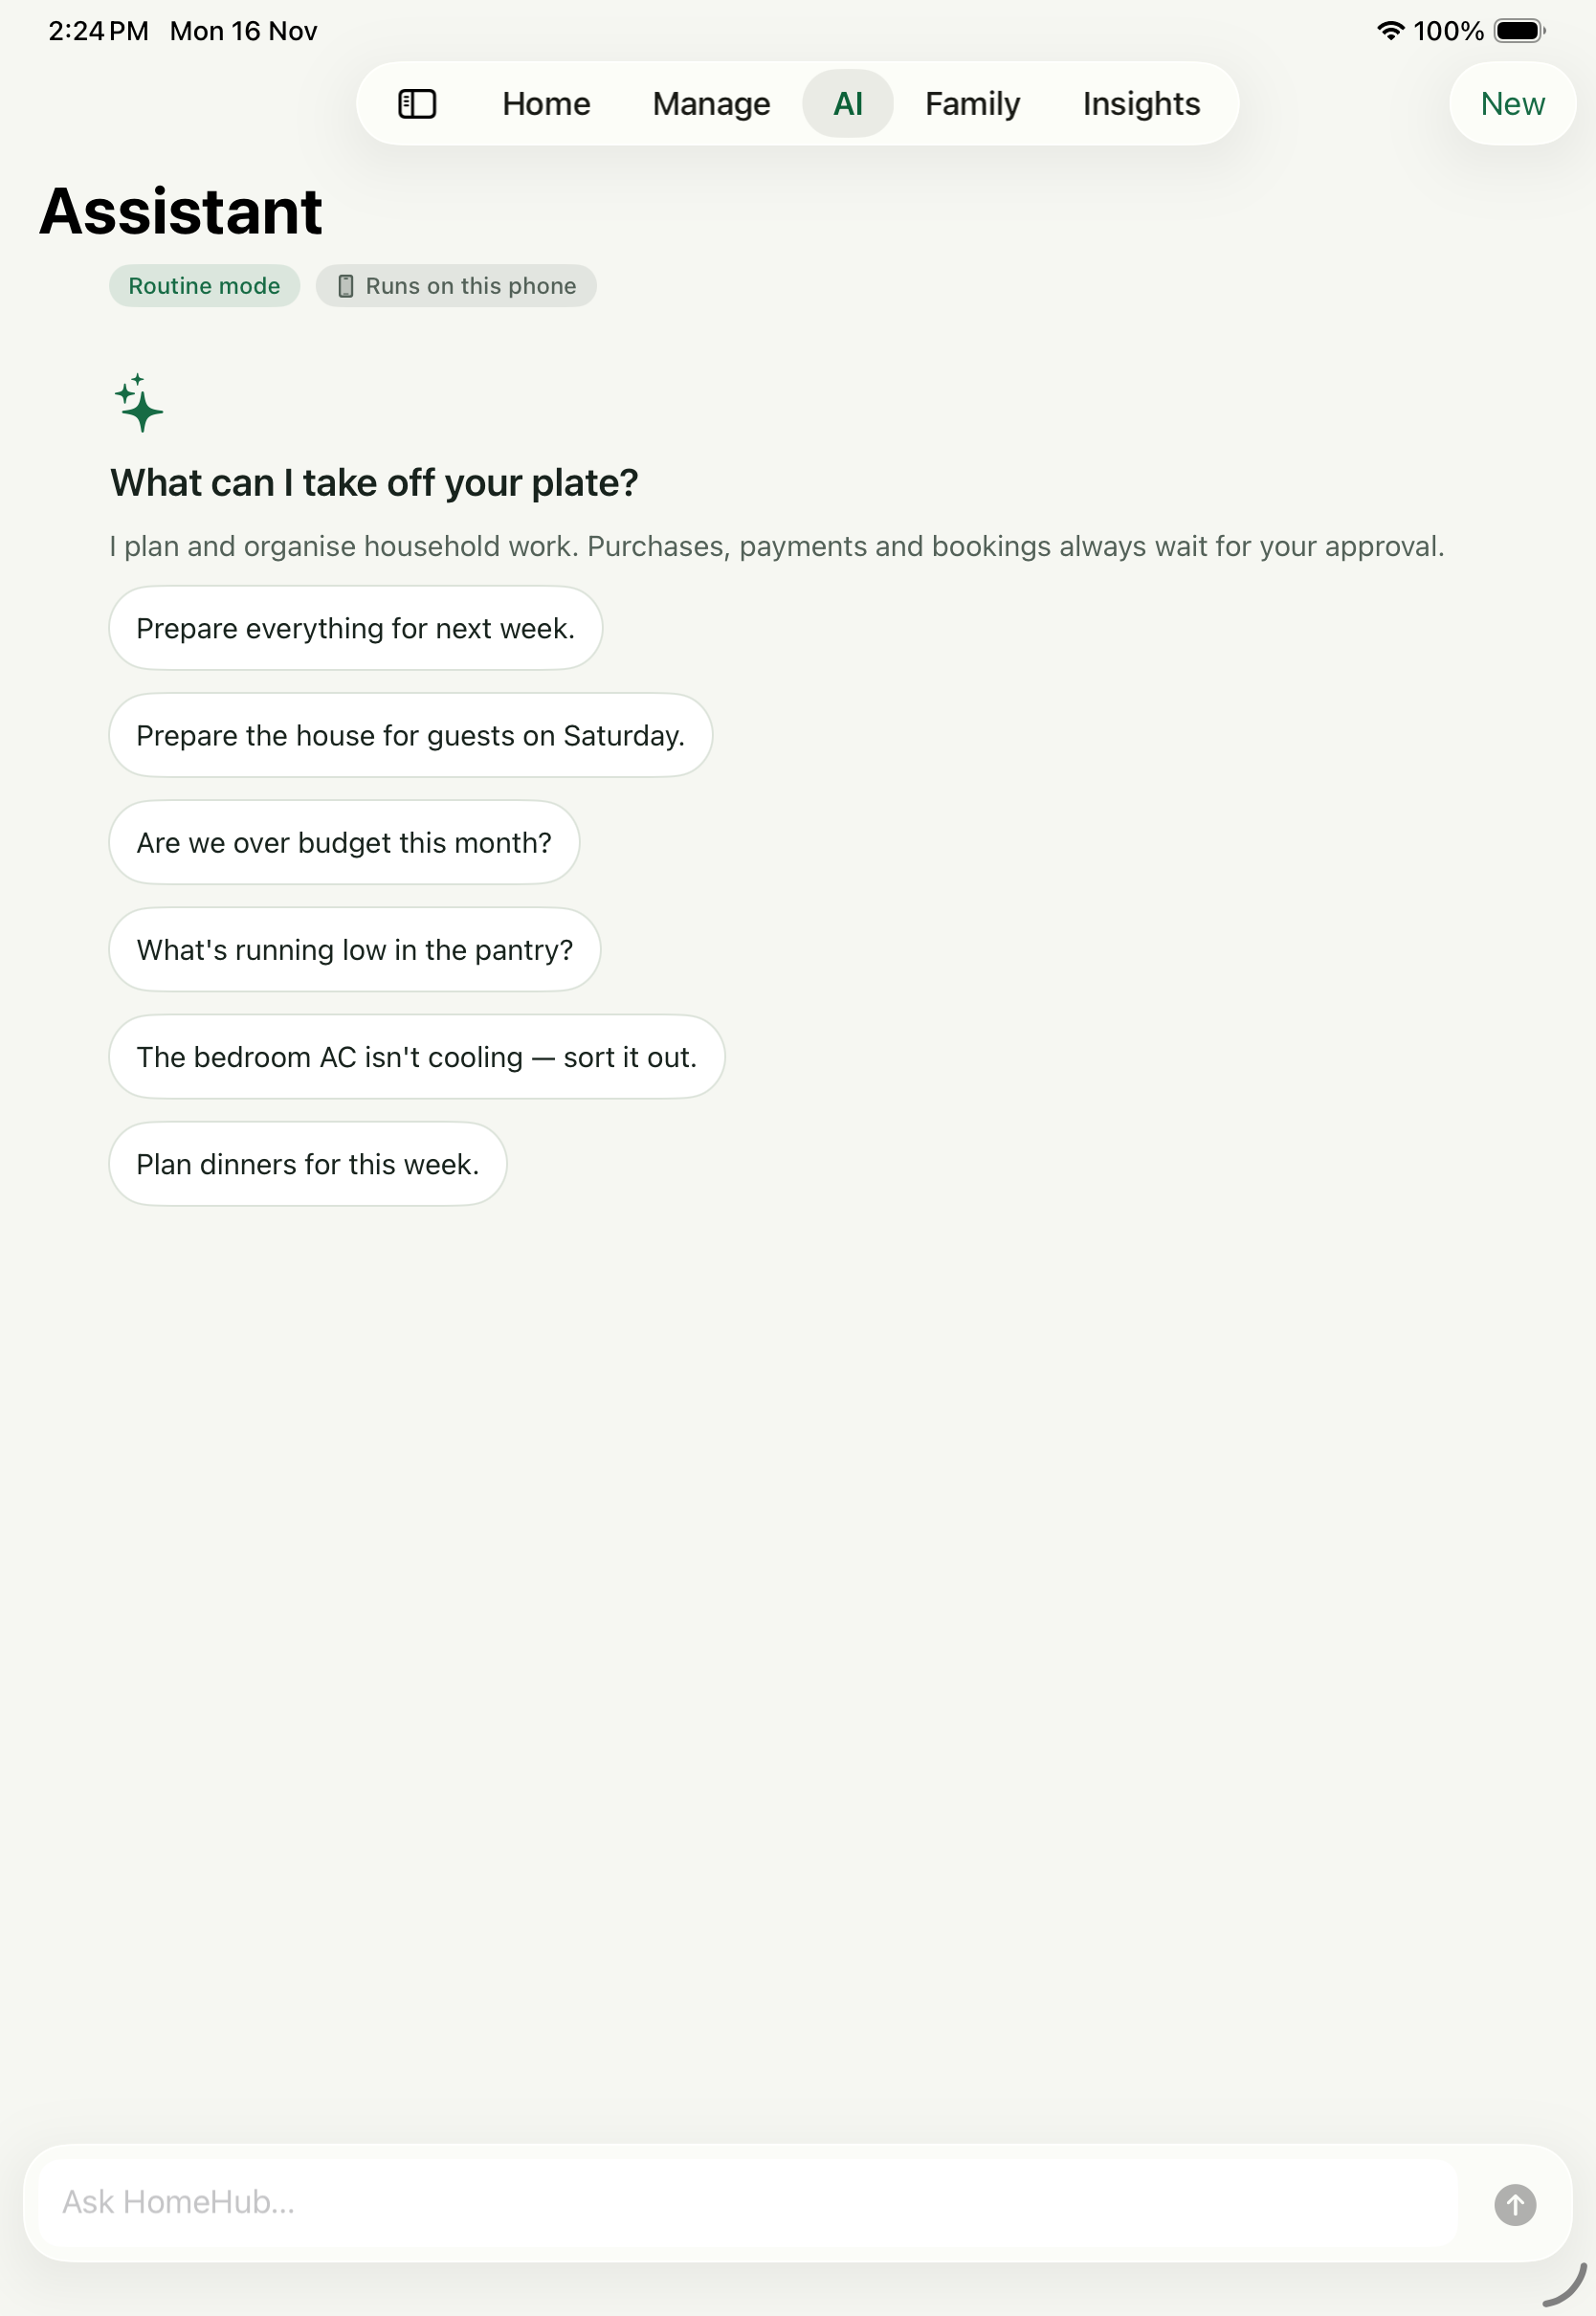 2:24 PM Mon 16 Nov 100%
Home Manage AI Family Insights New
Assistant
Routine mode Runs on this phone
What can I take off your plate?
I plan and organise household work. Purchases, payments and bookings always wait for your approval.
Prepare everything for next week.
Prepare the house for guests on Saturday.
Are we over budget this month?
What's running low in the pantry?
The bedroom AC isn't cooling — sort it out.
Plan dinners for this week.
Ask HomeHub...